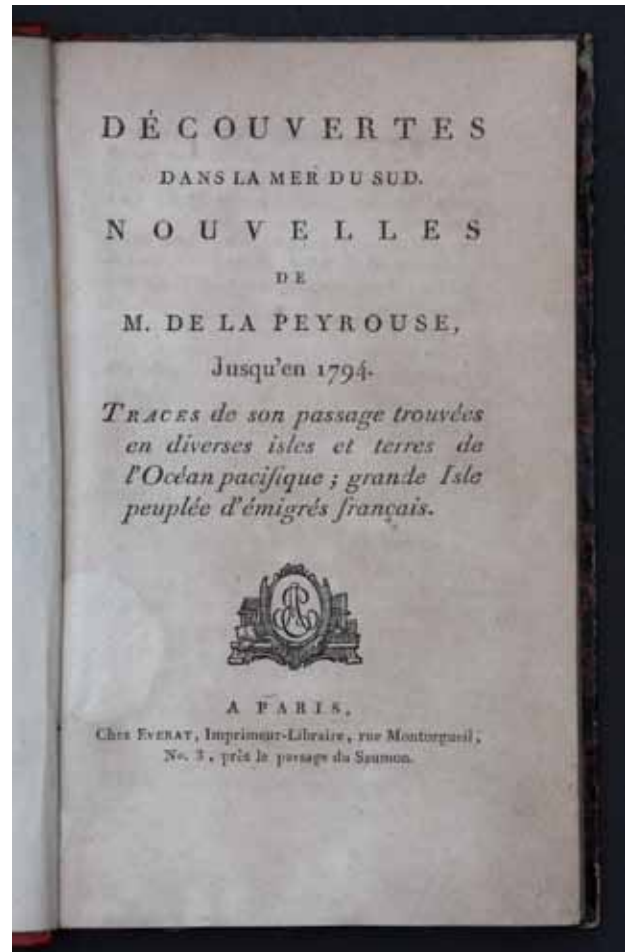 DÉCOUVERTES
DANS LA MER DU SUD.
NOUVELLES
DE
M. DE LA PEYROUSE,
Jusqu'en 1794.
TRACES de son passage trouvées
en diverses isles et terres de
l'Océan pacifique ; grande Isle
peuplée d'émigrés français.
A PARIS,
Chez EVERAT, Imprimeur-Libraire, rue Montorgueil,
No. 3, près le passage du Saumon.